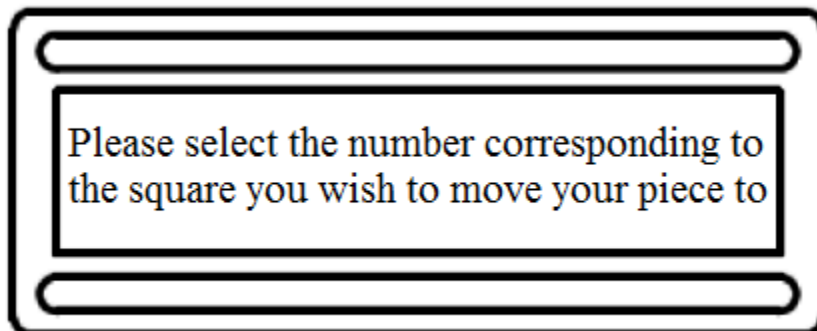 Please select the number corresponding to
the square you wish to move your piece to